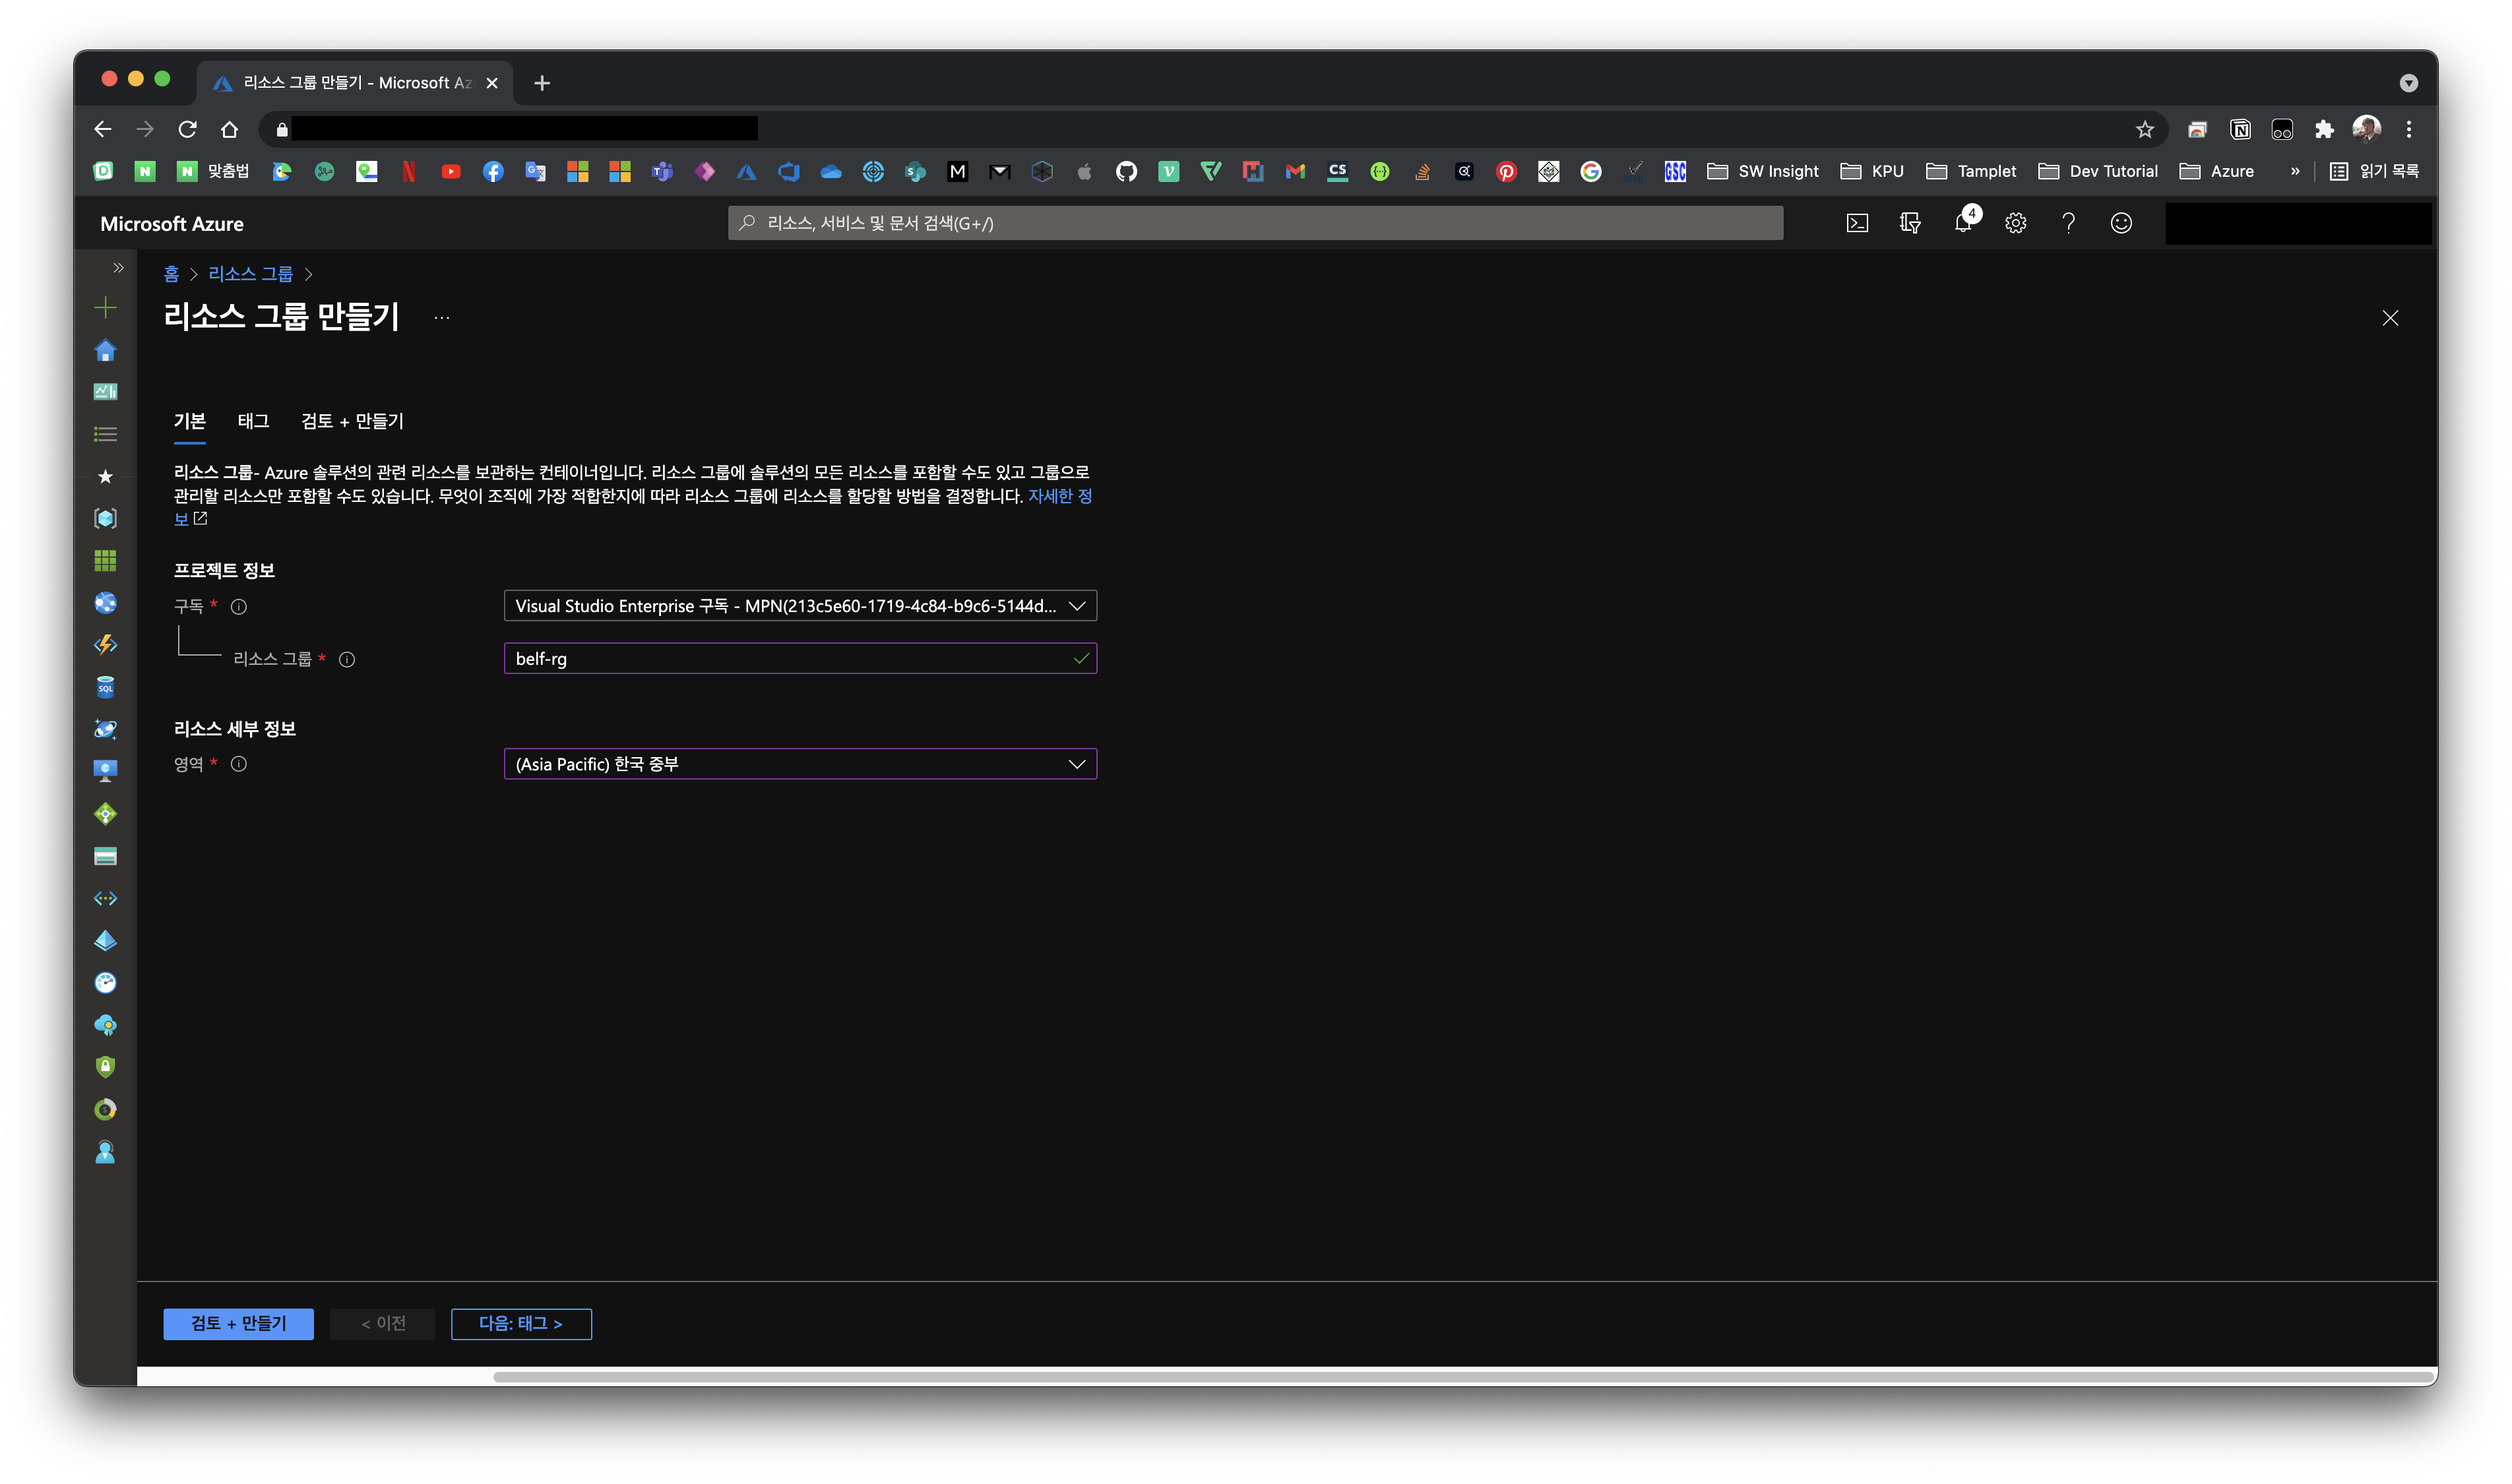 리소스 그룹 만들기 - Microsoft Az
맞춤법
SW Insight
KPU
Tamplet
Dev Tutorial
Azure
»
읽기 목록
Microsoft Azure
리소스, 서비스 및 문서 검색(G+/)
4
홈 > 리소스 그룹 >
리소스 그룹 만들기 ...
기본 태그 검토 + 만들기
리소스 그룹- Azure 솔루션의 관련 리소스를 보관하는 컨테이너입니다. 리소스 그룹에 솔루션의 모든 리소스를 포함할 수도 있고 그룹으로
관리할 리소스만 포함할 수도 있습니다. 무엇이 조직에 가장 적합한지에 따라 리소스 그룹에 리소스를 할당할 방법을 결정합니다. 자세한 정
보
프로젝트 정보
구독 *
Visual Studio Enterprise 구독 - MPN(213c5e60-1719-4c84-b9c6-5144d...
리소스 그룹 *
belf-rg
리소스 세부 정보
영역 *
(Asia Pacific) 한국 중부
검토 + 만들기
< 이전
다음: 태그 >